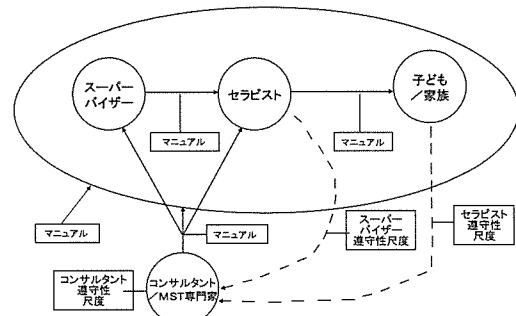 スーパー
バイザー
セラピスト
子ども
／家族
マニュアル
マニュアル
マニュアル
マニュアル
スーパー
バイザー
遵守性尺度
セラピスト
遵守性
尺度
コンサルタント
遵守性
尺度
コンサルタント
／MST専門家